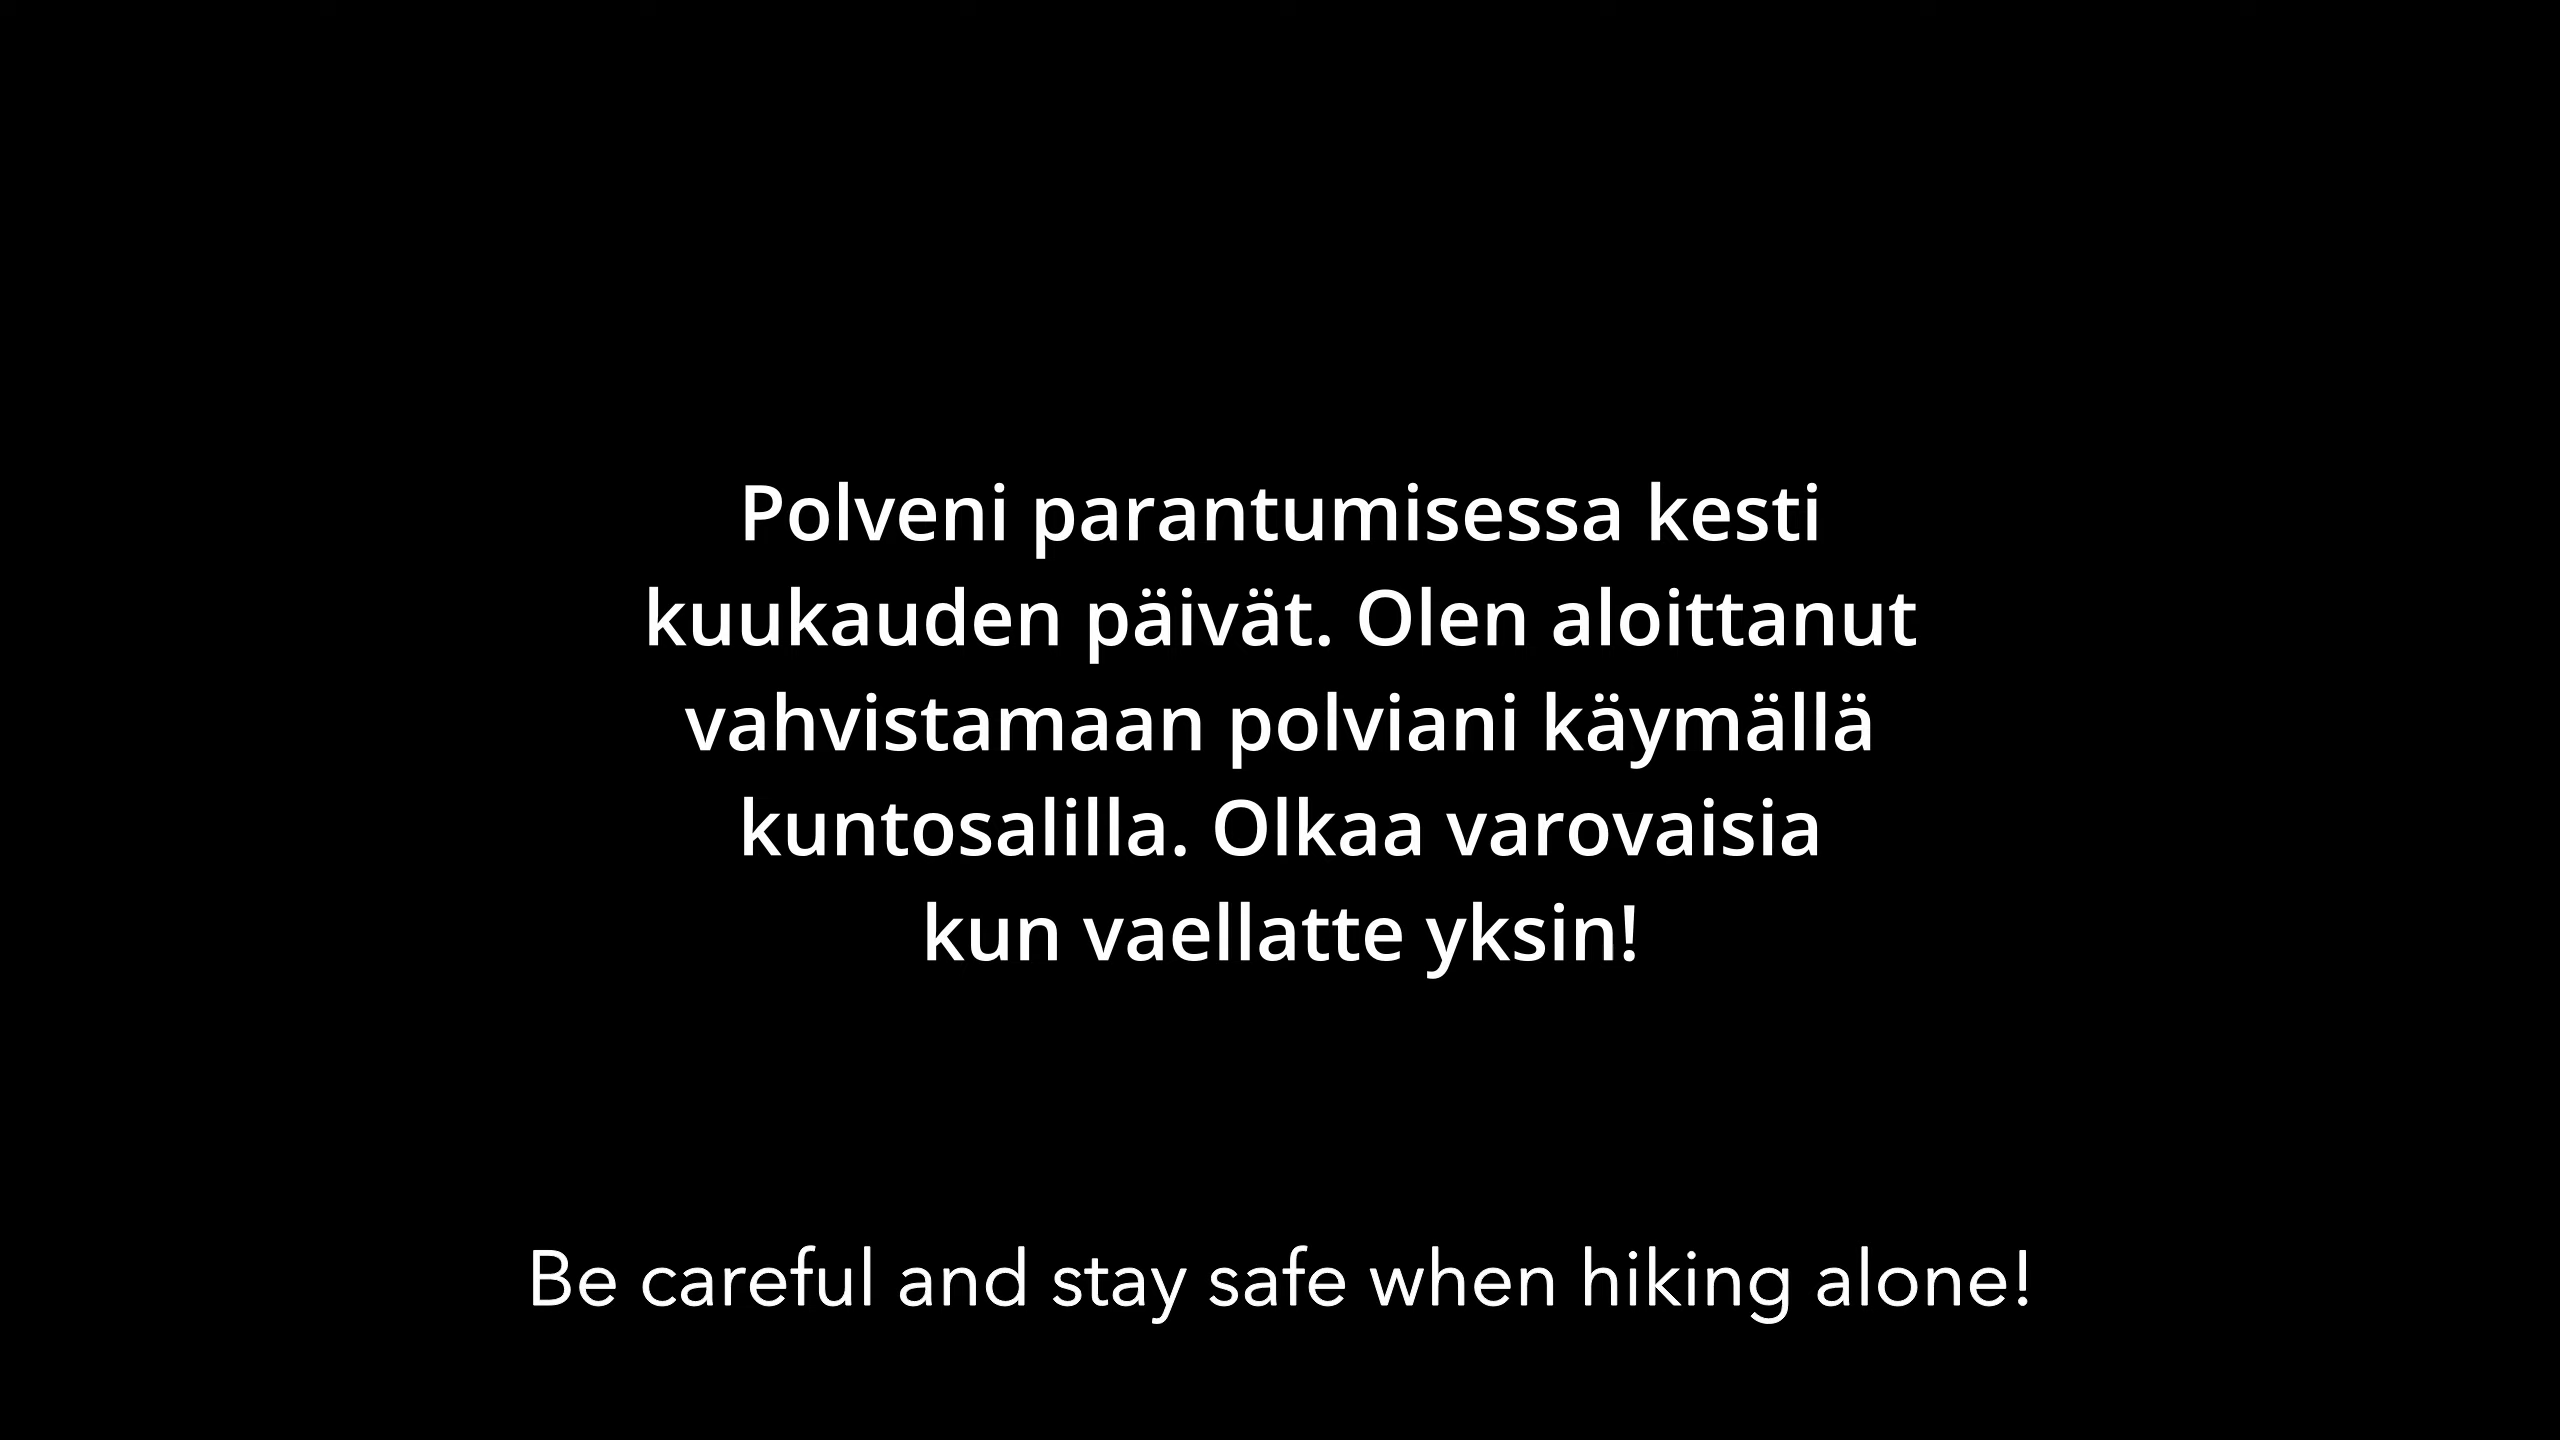 Polveni parantumisessa kesti
kuukauden päivät. Olen aloittanut
vahvistamaan polviani käymällä
kuntosalilla. Olkaa varovaisia
kun vaellatte yksin!
Be careful and stay safe when hiking alone!